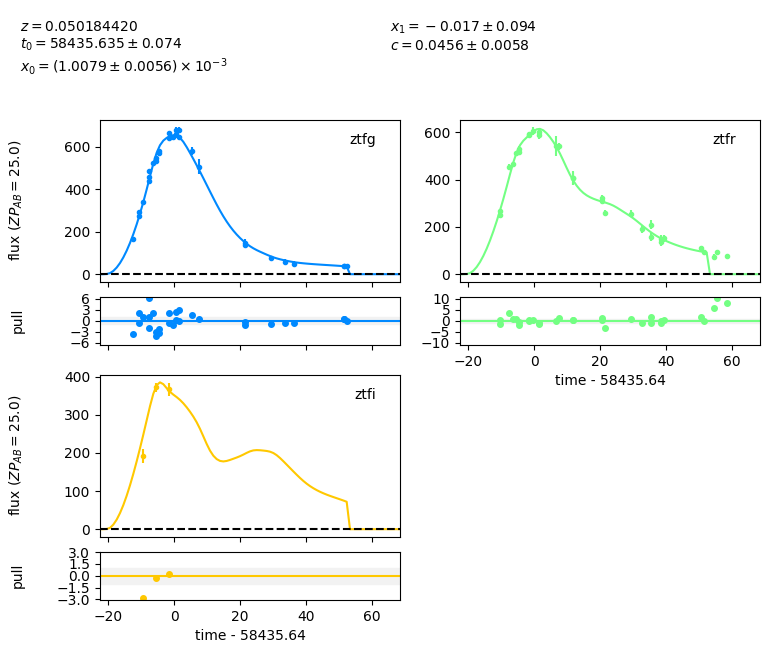 z = 0.050184420
t₀ = 58435.635 ± 0.074
x₀ = (1.0079 ± 0.0056) × 10⁻³
x₁ = −0.017 ± 0.094
c = 0.0456 ± 0.0058
flux (ZP_AB = 25.0)
600
400
200
0
ztfg
600
400
200
0
ztfr
pull
6
3
0
−3
−6
10
5
0
−5
−10
−20
0
20
40
60
time - 58435.64
flux (ZP_AB = 25.0)
400
300
200
100
0
ztfi
pull
3.0
1.5
0.0
−1.5
−3.0
−20
0
20
40
60
time - 58435.64